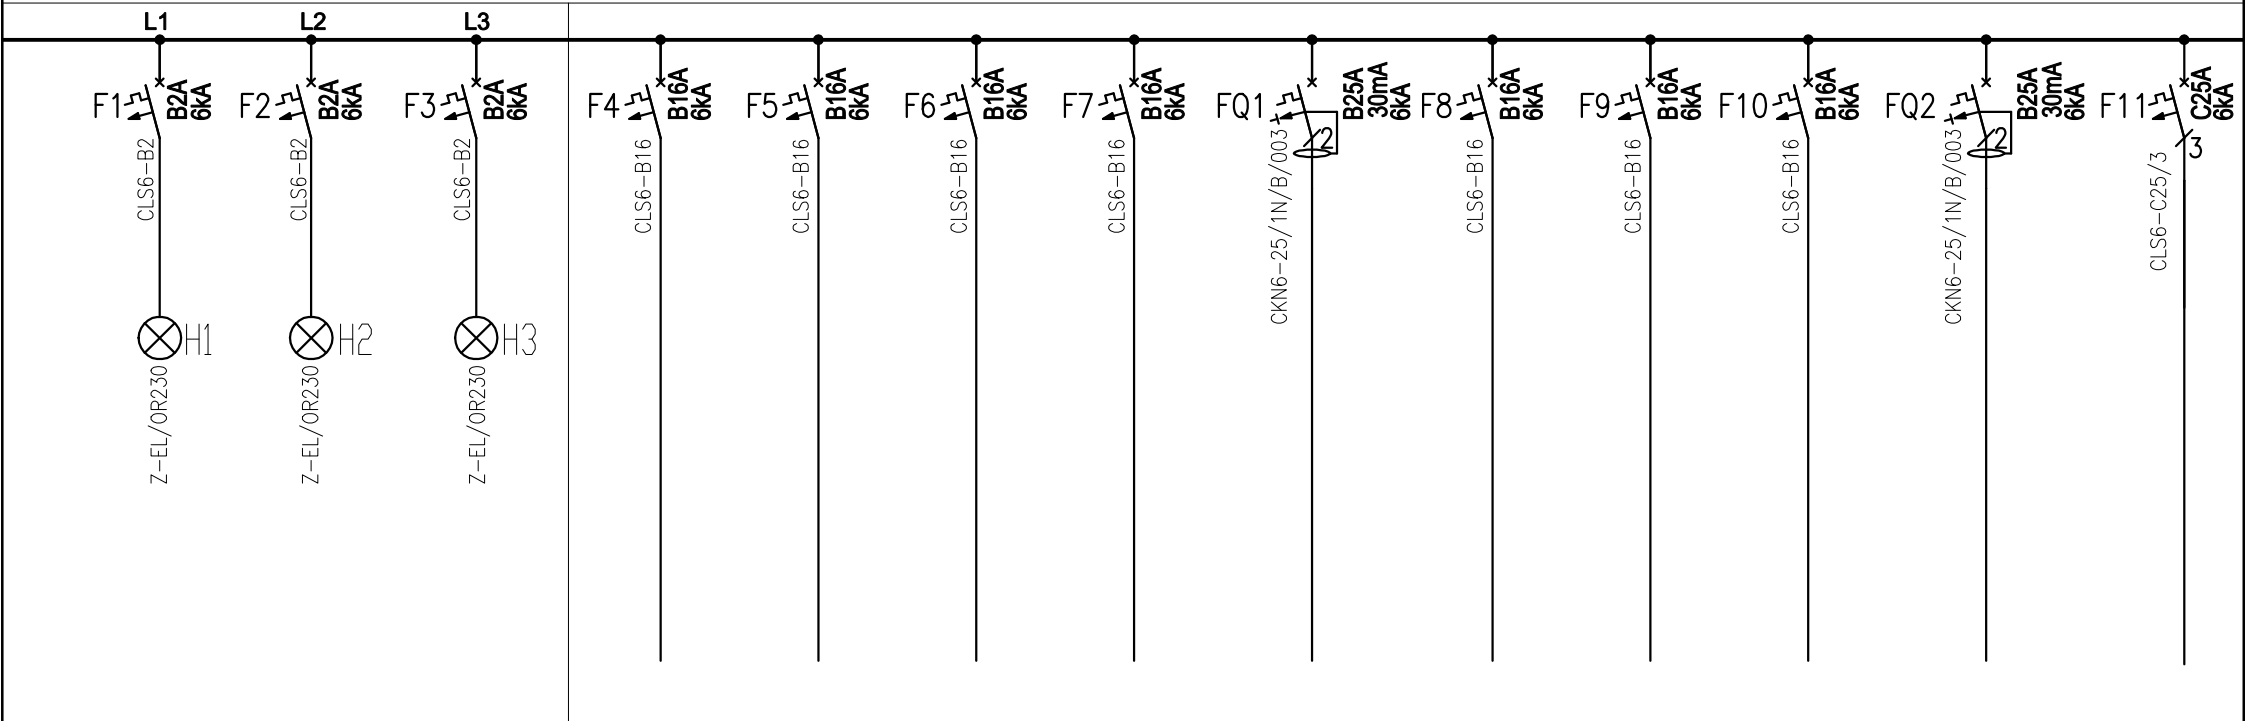 L1
L2
L3
F1
B2A
6kA
CLS6-B2
H1
Z-EL/OR230
F2
B2A
6kA
CLS6-B2
H2
Z-EL/OR230
F3
B2A
6kA
CLS6-B2
H3
Z-EL/OR230
F4
B16A
6kA
CLS6-B16
F5
B16A
6kA
CLS6-B16
F6
B16A
6kA
CLS6-B16
F7
B16A
6kA
CLS6-B16
FQ1
B25A
30mA
6kA
2
CKN6-25/1N/B/003
F8
B16A
6kA
CLS6-B16
F9
B16A
6kA
CLS6-B16
F10
B16A
6kA
CLS6-B16
FQ2
B25A
30mA
6kA
2
CKN6-25/1N/B/003
F11
C25A
6kA
3
CLS6-C25/3